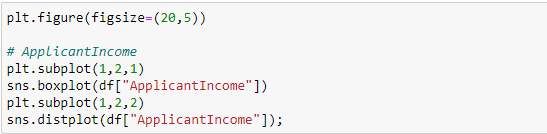 plt.figure(figsize=(20,5))
# ApplicantIncome
plt.subplot(1,2,1)
sns.boxplot(df["ApplicantIncome"])
plt.subplot(1,2,2)
sns.distplot(df["ApplicantIncome"]);